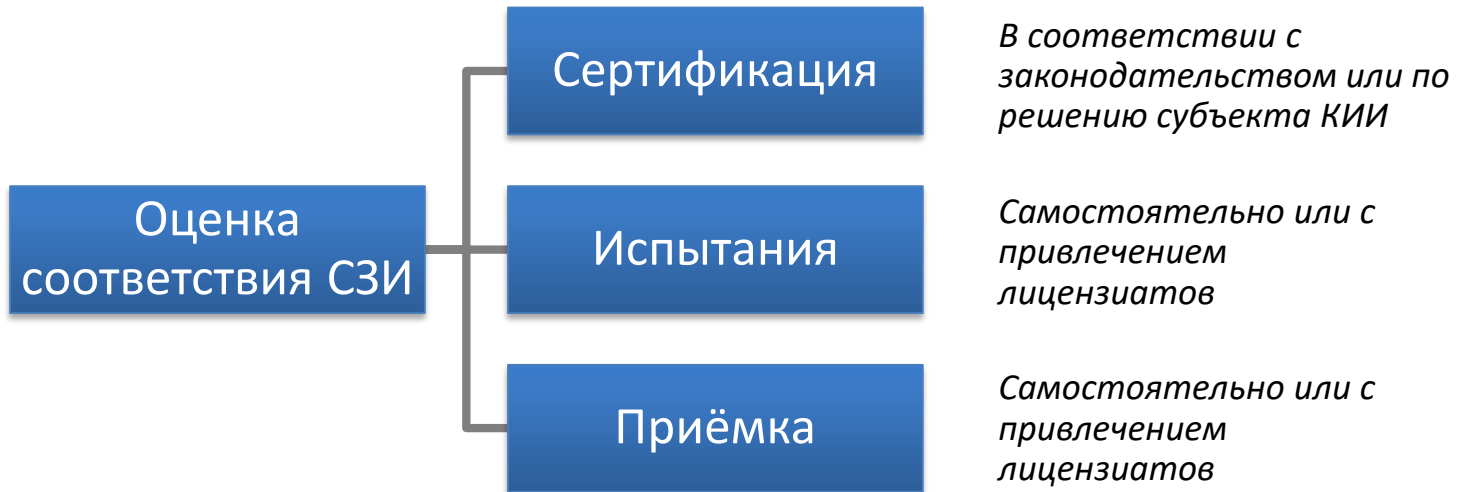 Сертификация
В соответствии с
законодательством или по
решению субъекта КИИ
Оценка
соответствия СЗИ
Испытания
Самостоятельно или с
привлечением
лицензиатов
Приёмка
Самостоятельно или с
привлечением
лицензиатов